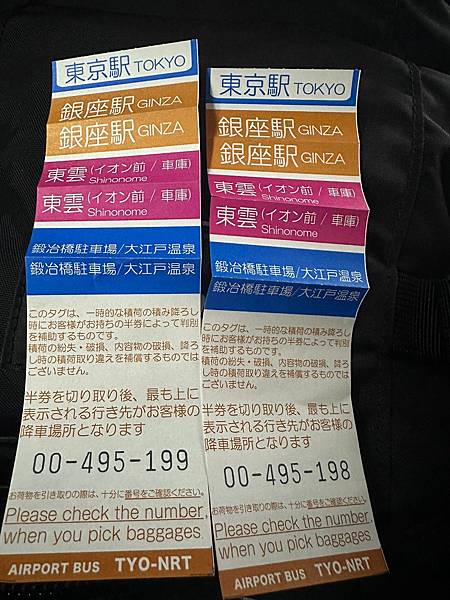 東京駅 TOKYO
銀座駅 GINZA
銀座駅 GINZA
東雲 (イオン前 / 車庫)
Shinonome
東雲 (イオン前 / 車庫)
Shinonome
鍛冶橋駐車場/大江戸温泉
鍛冶橋駐車場/大江戸温泉
このタグは、一時的な積荷の積み降ろし
時にお客様がお持ちの半券によって判別
を補助するものです。
積荷の紛失・破損、内容物の破損、降ろ
し時の積荷取り違えを補償するものでは
ございません。
半券を切り取り後、最も上に
表示される行き先がお客様の
降車場所となります
00-495-199
お荷物を引き取りの際は、十分に番号をご確認ください。
Please check the number
when you pick baggages
AIRPORT BUS TYO-NRT
東京駅 TOKYO
銀座駅 GINZA
銀座駅 GINZA
東雲 (イオン前 / 車庫)
Shinonome
東雲 (イオン前 / 車庫)
Shinonome
鍛冶橋駐車場/大江戸温泉
鍛冶橋駐車場/大江戸温泉
このタグは、一時的な積荷の積み降ろし
時にお客様がお持ちの半券によって判別
を補助するものです。
積荷の紛失・破損、内容物の破損、降ろ
し時の積荷取り違えを補償するものでは
ございません。
半券を切り取り後、最も上に
表示される行き先がお客様の
降車場所となります
00-495-198
お荷物を引き取りの際は、十分に番号をご確認ください。
Please check the number
when you pick baggages
AIRPORT BUS TYO-NRT